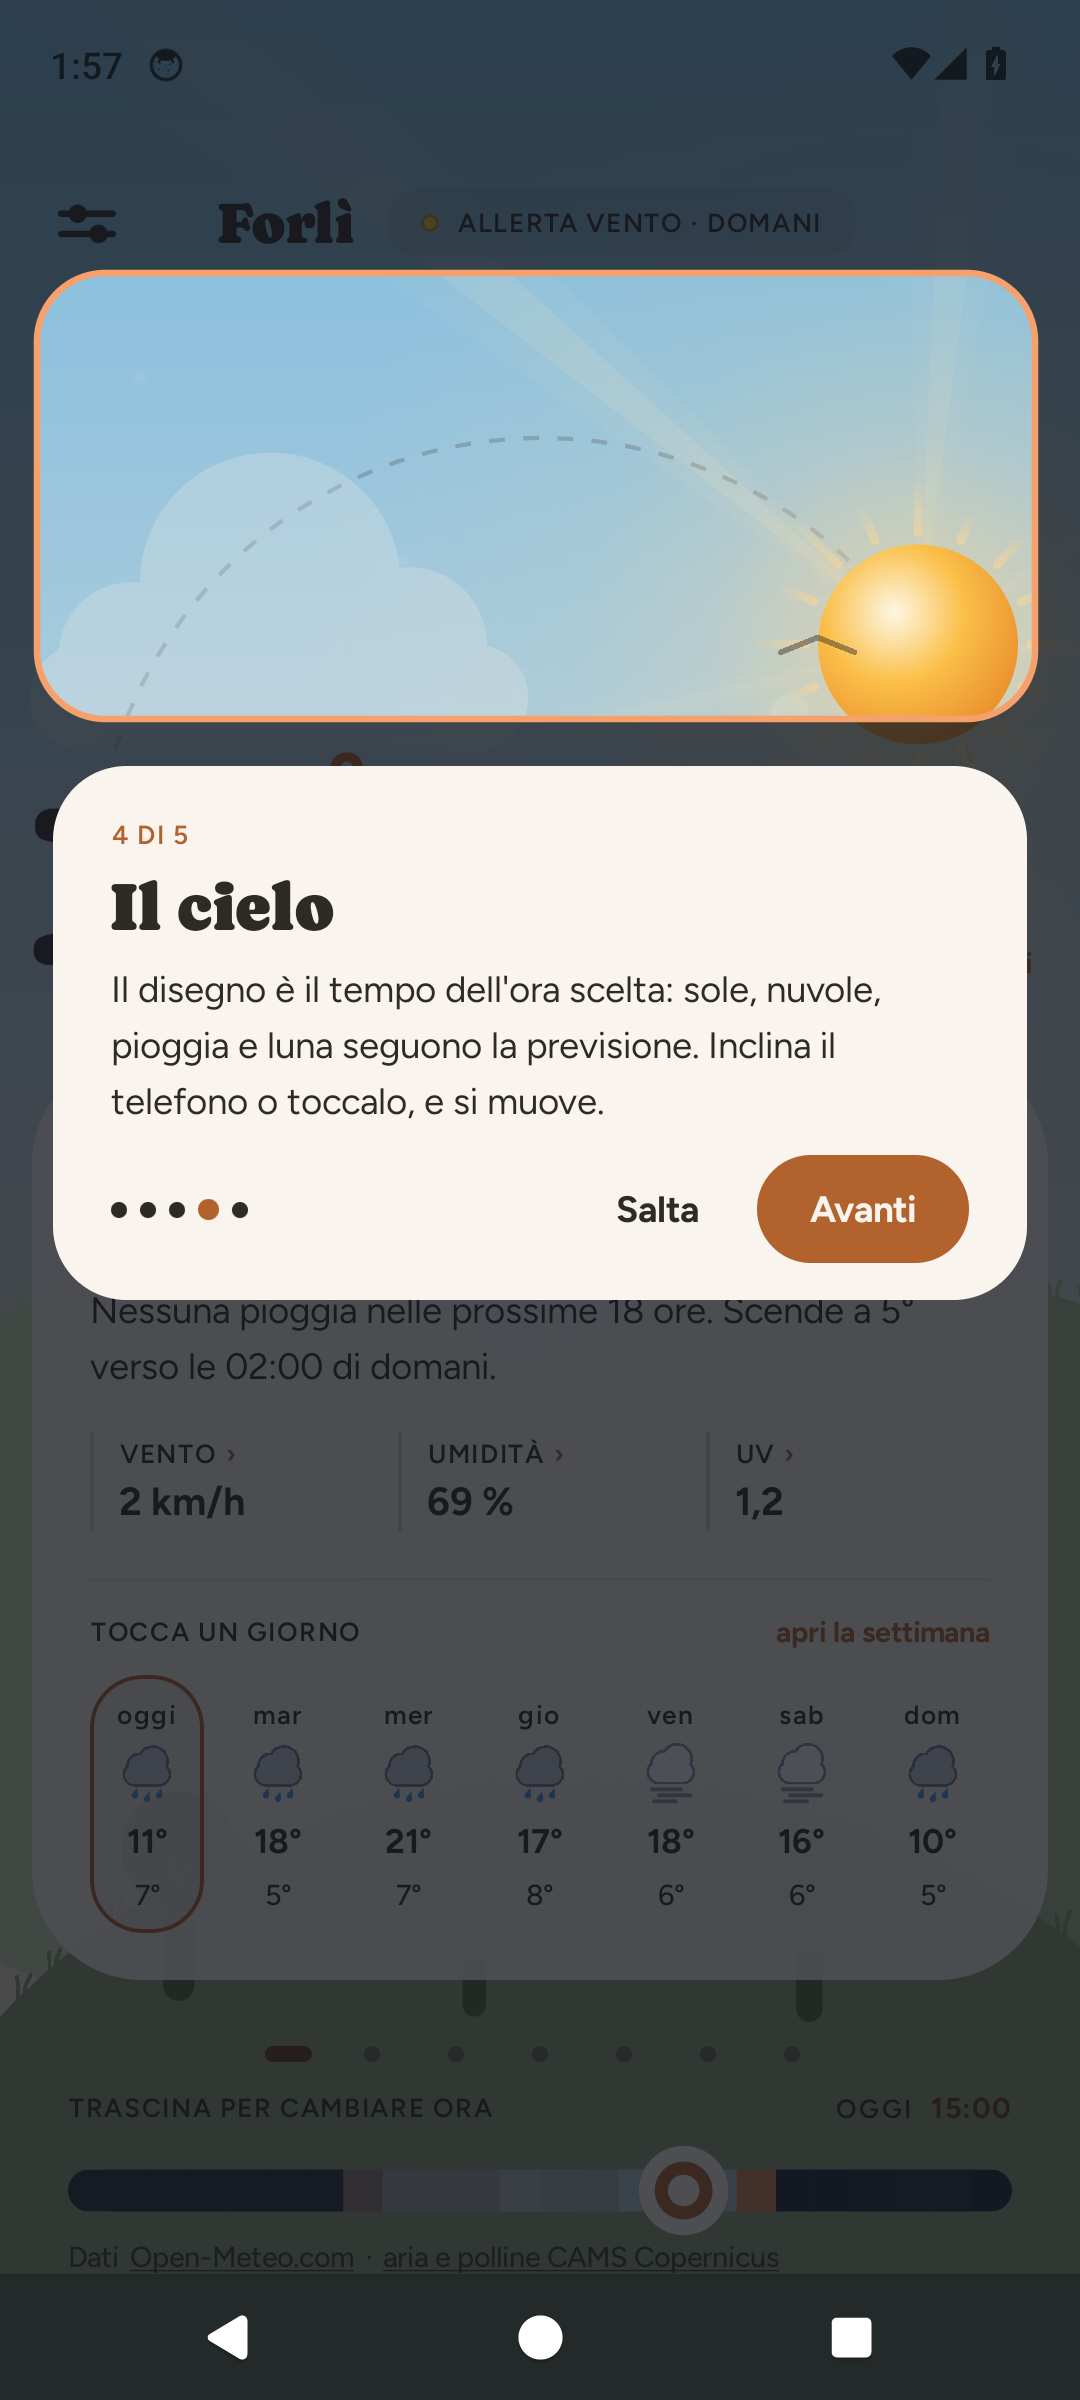 1:57
Forlì
ALLERTA VENTO · DOMANI
4 DI 5
Il cielo
Il disegno è il tempo dell'ora scelta: sole, nuvole,
pioggia e luna seguono la previsione. Inclina il
telefono o toccalo, e si muove.
Salta
Avanti
Nessuna pioggia nelle prossime 18 ore. Scende a 5°
verso le 02:00 di domani.
VENTO › UMIDITÀ › UV ›
2 km/h 69 % 1,2
TOCCA UN GIORNO apri la settimana
oggi mar mer gio ven sab dom
11° 18° 21° 17° 18° 16° 10°
7° 5° 7° 8° 6° 6° 5°
TRASCINA PER CAMBIARE ORA OGGI 15:00
Dati Open-Meteo.com · aria e polline CAMS Copernicus